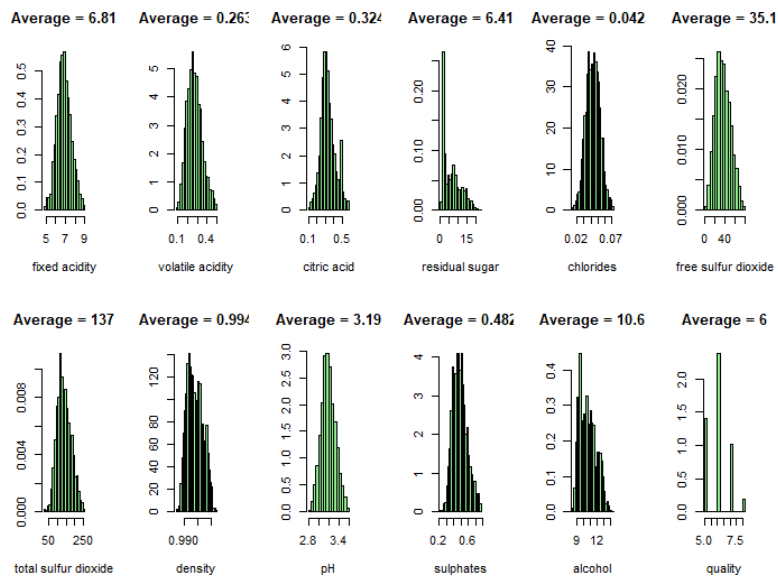 Average = 6.81
Average = 0.263
Average = 0.324
Average = 6.41
Average = 0.042
Average = 35.1
0.0 0.1 0.2 0.3 0.4 0.5
0 1 2 3 4 5
0 1 2 3 4 5 6
0.00 0.10 0.20
0 10 20 30 40
0.000 0.010 0.020
5 7 9
0.1 0.4
0.1 0.5
0 15
0.02 0.07
0 40
fixed acidity
volatile acidity
citric acid
residual sugar
chlorides
free sulfur dioxide
Average = 137
Average = 0.994
Average = 3.19
Average = 0.482
Average = 10.6
Average = 6
0.000 0.004 0.008
0 20 40 60 80 100 120
0.0 0.5 1.0 1.5 2.0 2.5 3.0
0 1 2 3 4
0.0 0.1 0.2 0.3 0.4
0.0 0.5 1.0 1.5 2.0
50 250
0.990
2.8 3.4
0.2 0.6
9 12
5.0 7.5
total sulfur dioxide
density
pH
sulphates
alcohol
quality